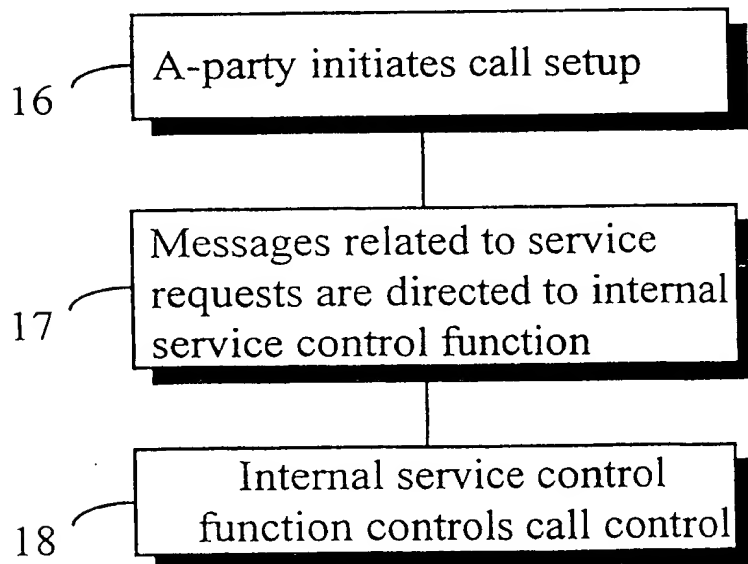 16
A-party initiates call setup
17
Messages related to service
requests are directed to internal
service control function
18
Internal service control
function controls call control